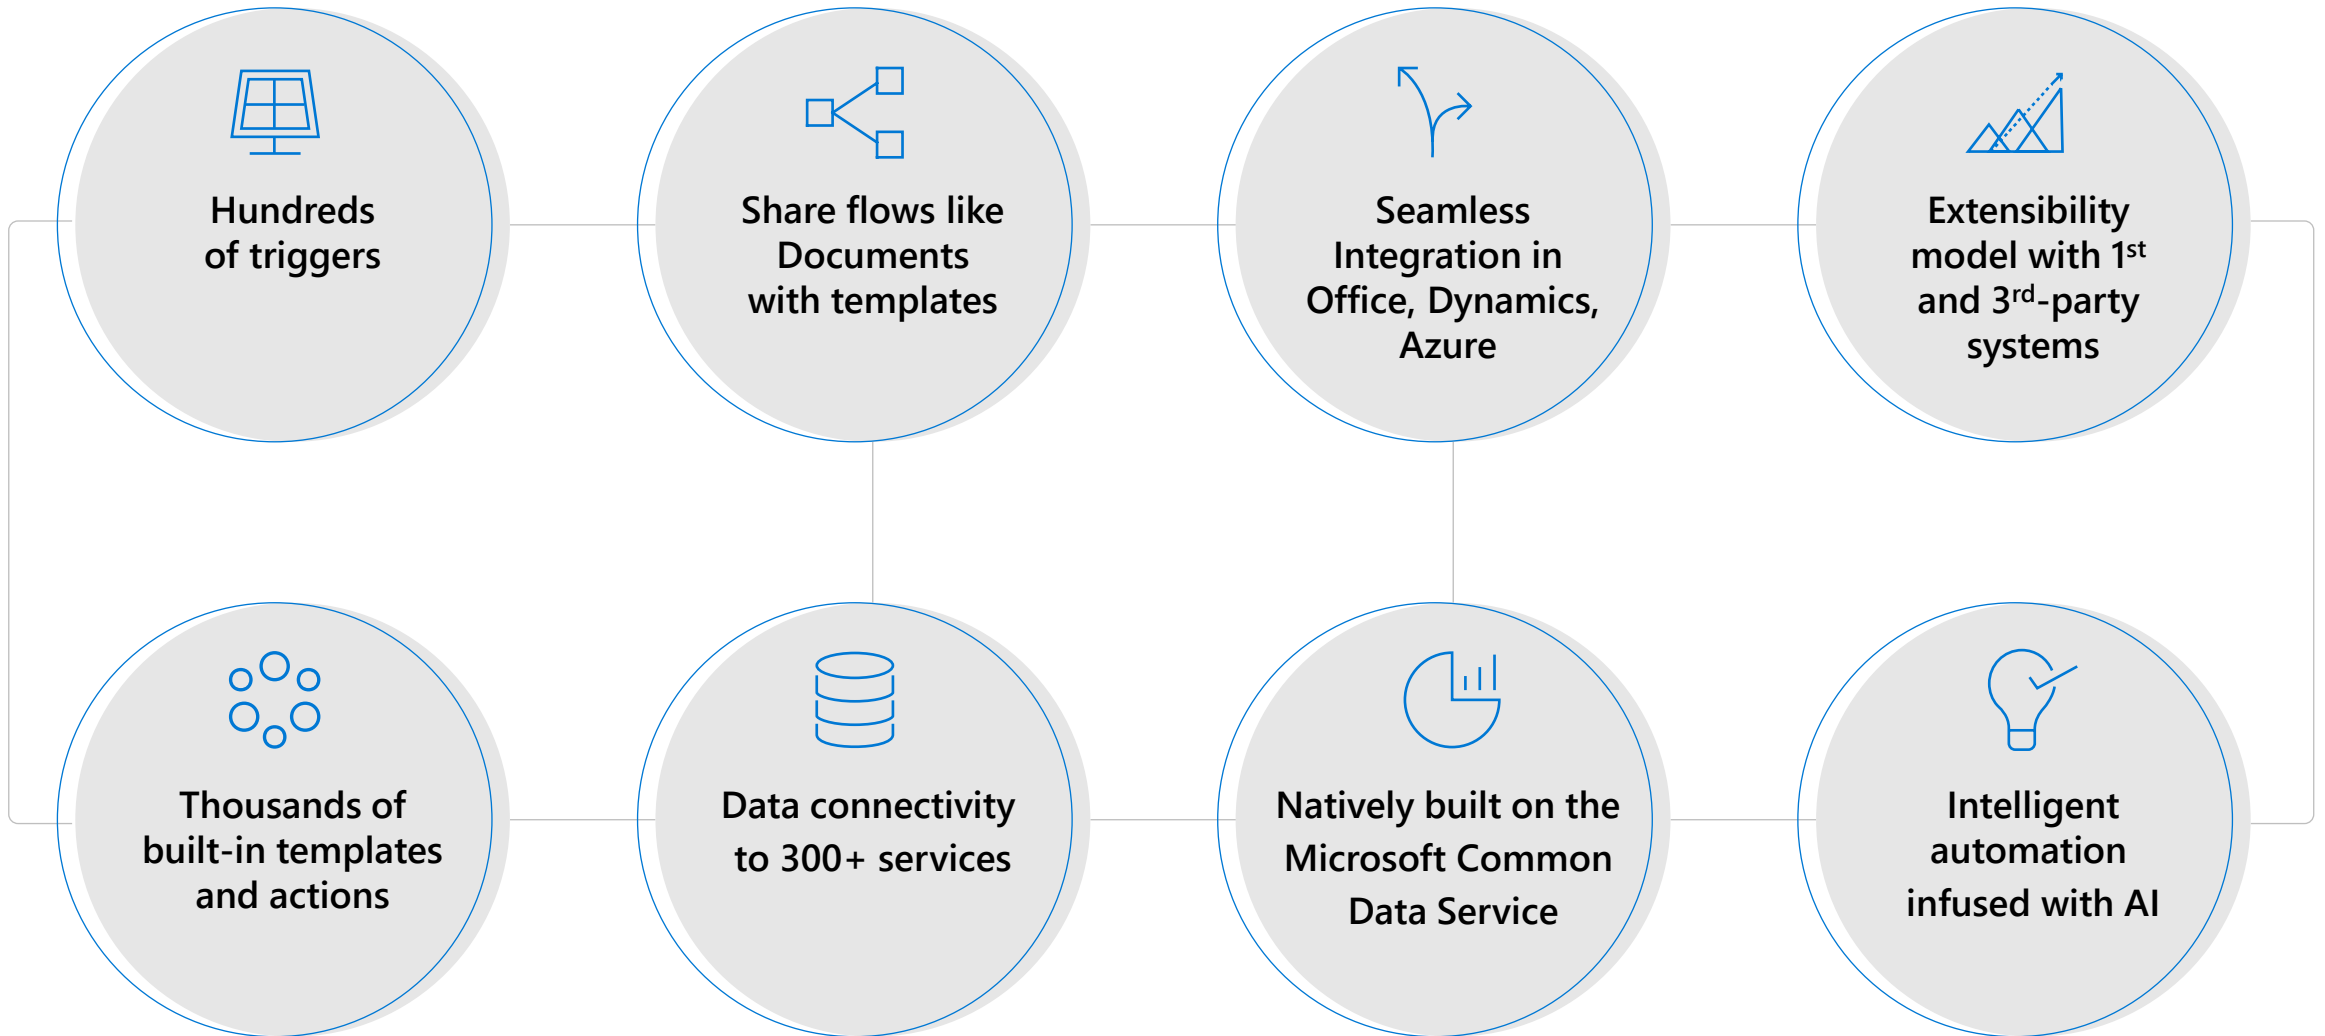 Hundreds
of triggers
Share flows like
Documents
with templates
Seamless
Integration in
Office, Dynamics,
Azure
Extensibility
model with 1st
and 3rd-party
systems
Thousands of
built-in templates
and actions
Data connectivity
to 300+ services
Natively built on the
Microsoft Common
Data Service
Intelligent
automation
infused with AI